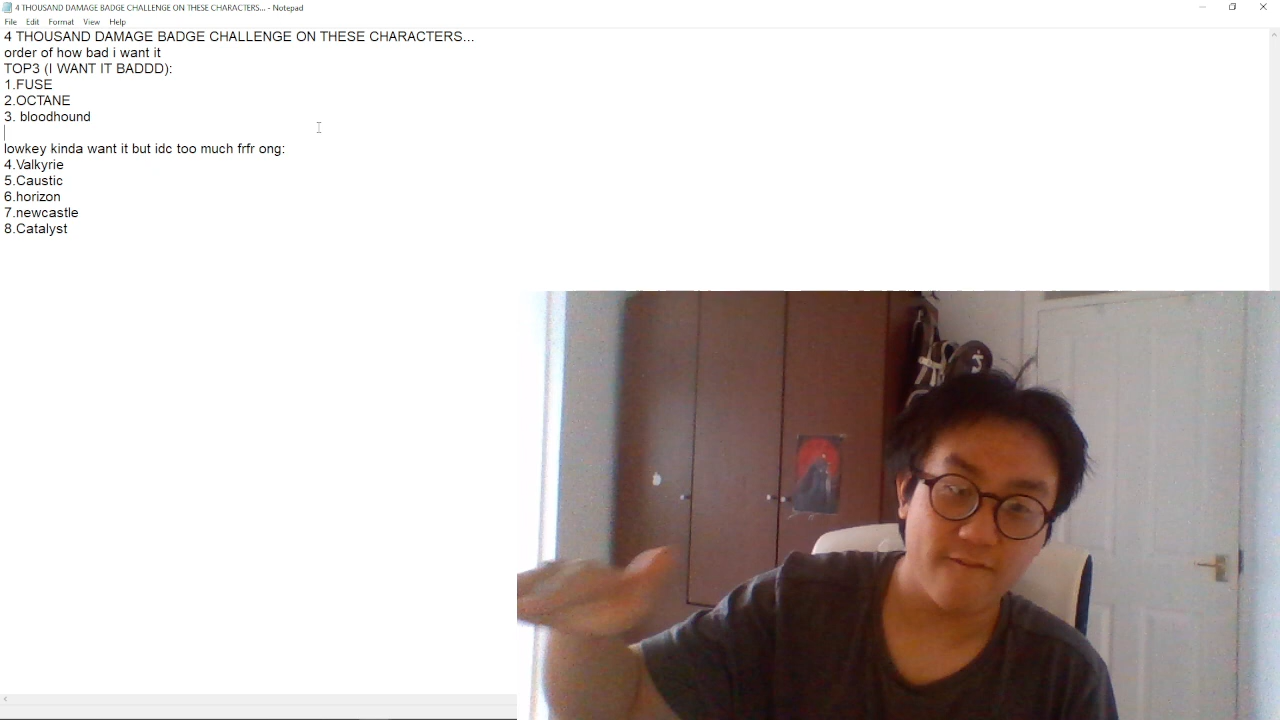 4 THOUSAND DAMAGE BADGE CHALLENGE ON THESE CHARACTERS... - Notepad
File Edit Format View Help
4 THOUSAND DAMAGE BADGE CHALLENGE ON THESE CHARACTERS...
order of how bad i want it
TOP3 (I WANT IT BADDD):
1.FUSE
2.OCTANE
3. bloodhound
lowkey kinda want it but idc too much frfr ong:
4.Valkyrie
5.Caustic
6.horizon
7.newcastle
8.Catalyst